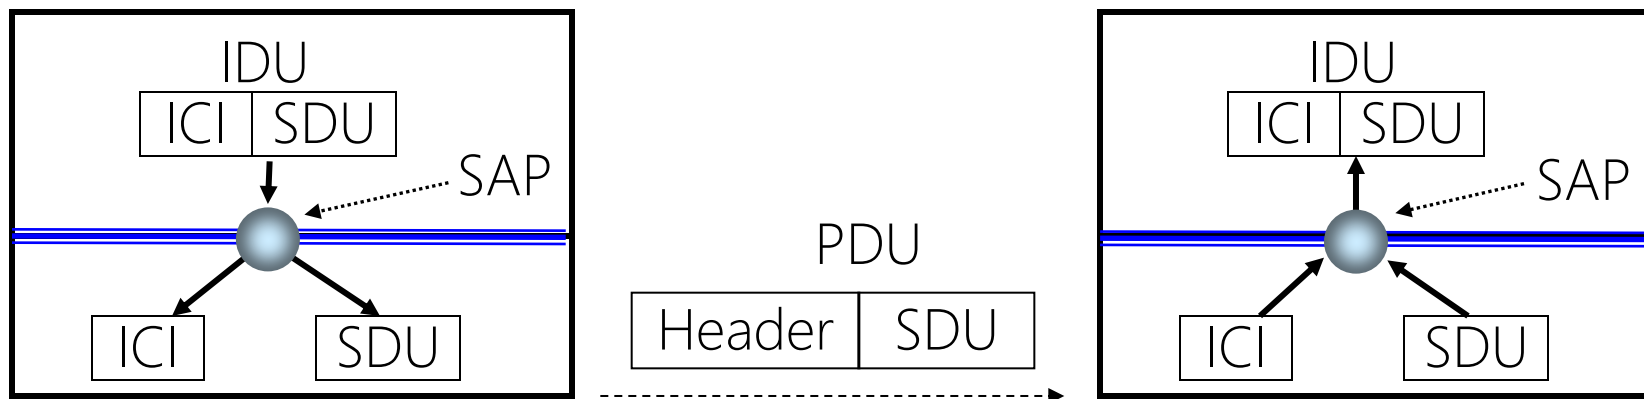 IDU
ICI SDU
SAP
ICI SDU
PDU
Header SDU
IDU
ICI SDU
SAP
ICI SDU